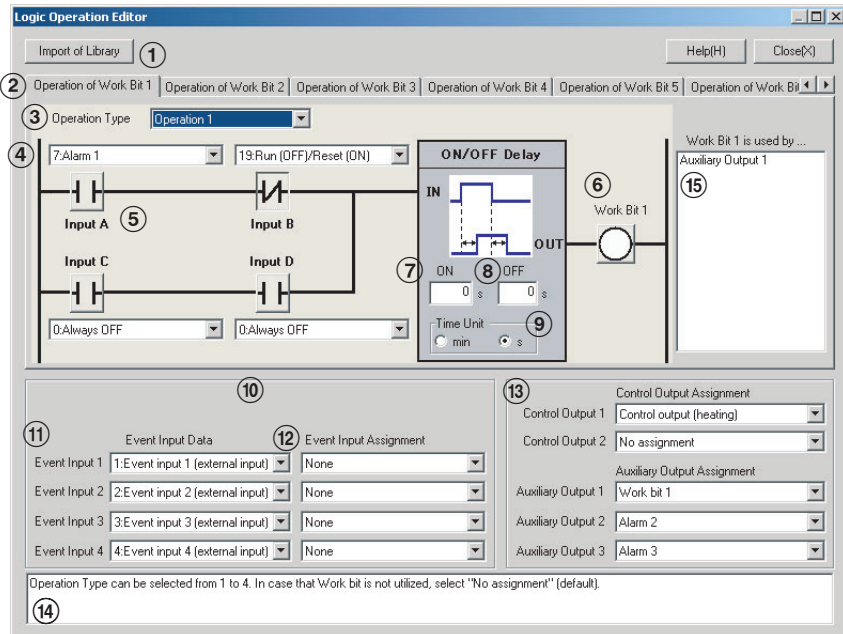 Logic Operation Editor
Import of Library ① Help(H) Close(X)
② Operation of Work Bit 1 Operation of Work Bit 2 Operation of Work Bit 3 Operation of Work Bit 4 Operation of Work Bit 5 Operation of Work Bit
③ Operation Type Operation 1
④ 7:Alarm 1 19:Run (OFF)/Reset (ON) ON/OFF Delay Work Bit 1 is used by ...
Auxiliary Output 1
⑮
IN
⑤ ⑥
Input A Input B Work Bit 1
OUT
Input C Input D ⑦ ON ⑧ OFF
0 s 0 s
0:Always OFF 0:Always OFF Time Unit ⑨
min s
⑩
⑪ Event Input Data ⑫ Event Input Assignment
Event Input 1 1:Event input 1 (external input) None
Event Input 2 2:Event input 2 (external input) None
Event Input 3 3:Event input 3 (external input) None
Event Input 4 4:Event input 4 (external input) None
⑬ Control Output Assignment
Control Output 1 Control output (heating)
Control Output 2 No assignment
Auxiliary Output Assignment
Auxiliary Output 1 Work bit 1
Auxiliary Output 2 Alarm 2
Auxiliary Output 3 Alarm 3
Operation Type can be selected from 1 to 4. In case that Work bit is not utilized, select "No assignment" (default).
⑭